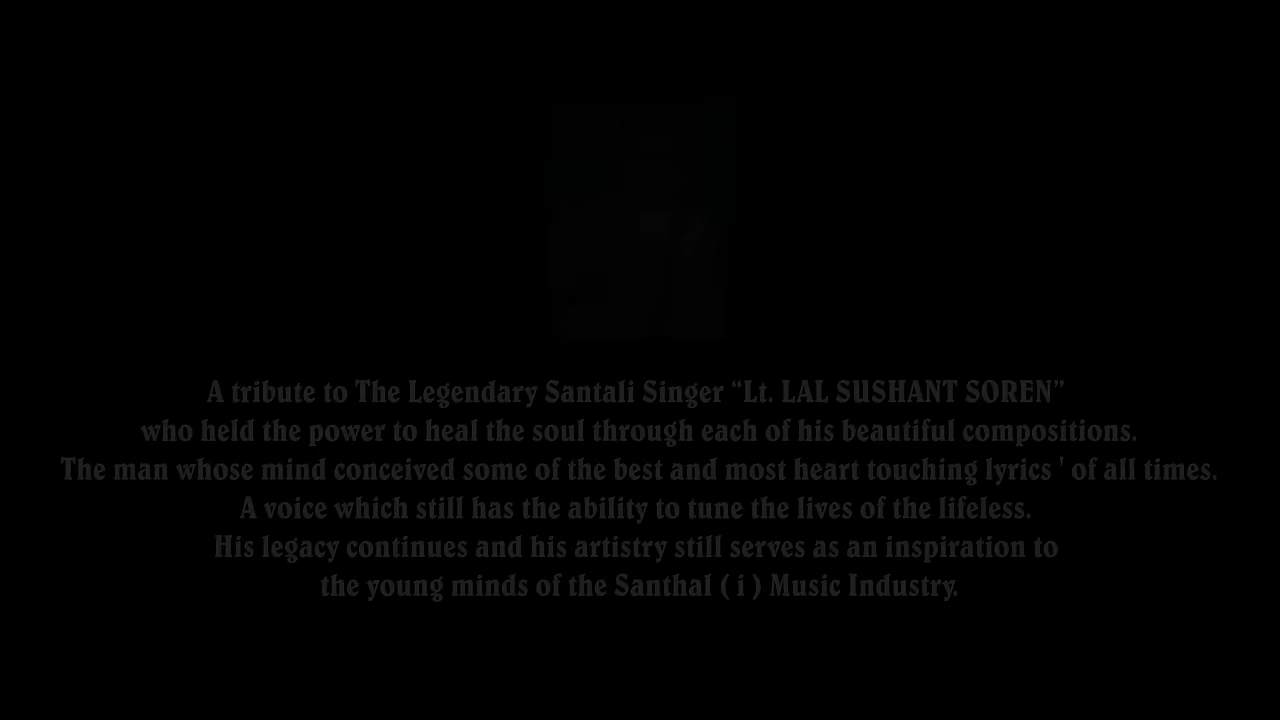 A tribute to The Legendary Santali Singer “Lt. LAL SUSHANT SOREN”
who held the power to heal the soul through each of his beautiful compositions.
The man whose mind conceived some of the best and most heart touching lyrics ' of all times.
A voice which still has the ability to tune the lives of the lifeless.
His legacy continues and his artistry still serves as an inspiration to
the young minds of the Santhal ( i ) Music Industry.